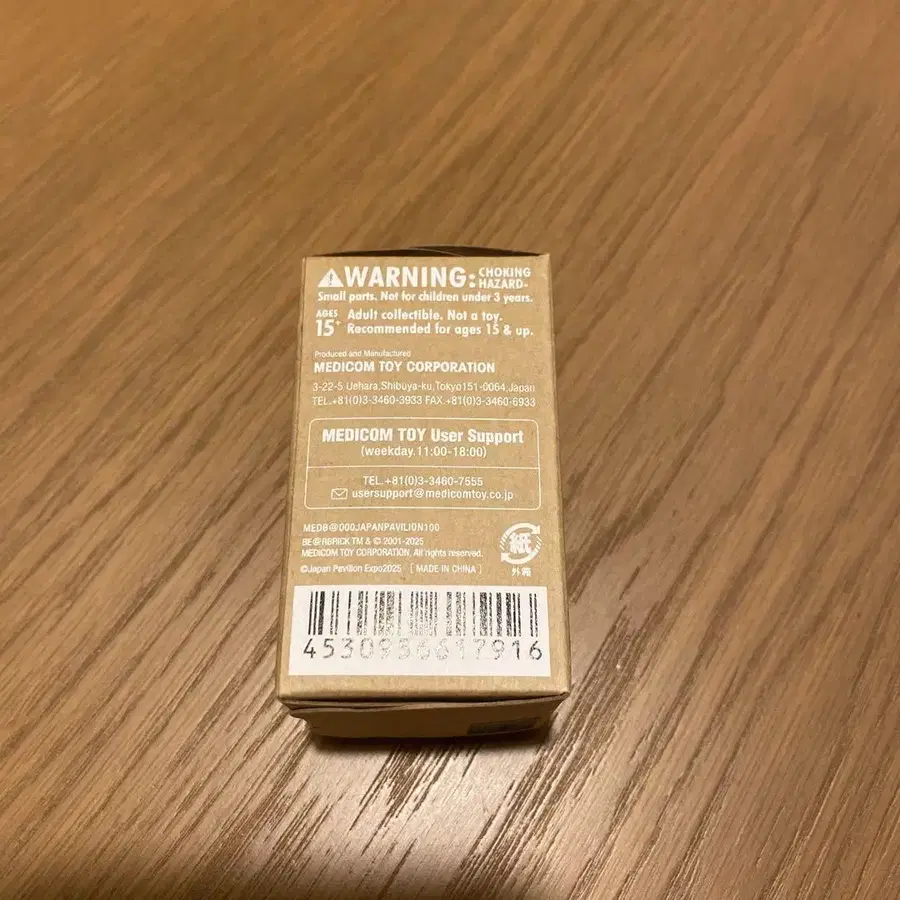 ⚠WARNING: CHOKING HAZARD-
Small parts. Not for children under 3 years.
AGES 15+ Adult collectible. Not a toy.
Recommended for ages 15 & up.
Produced and Manufactured
MEDICOM TOY CORPORATION
3-22-5 Uehara,Shibuya-ku,Tokyo151-0064,Japan
TEL.+81(0)3-3460-3933 FAX.+81(0)3-3460-6933
MEDICOM TOY User Support
(weekday.11:00-18:00)
TEL.+81(0)3-3460-7555
usersupport@medicomtoy.co.jp
MEDB@000JAPANPAVILION100
BE@RBRICK TM & © 2001-2025
MEDICOM TOY CORPORATION, All rights reserved.
©Japan Pavilion Expo2025 [ MADE IN CHINA ]
紙
外箱
4530956617916